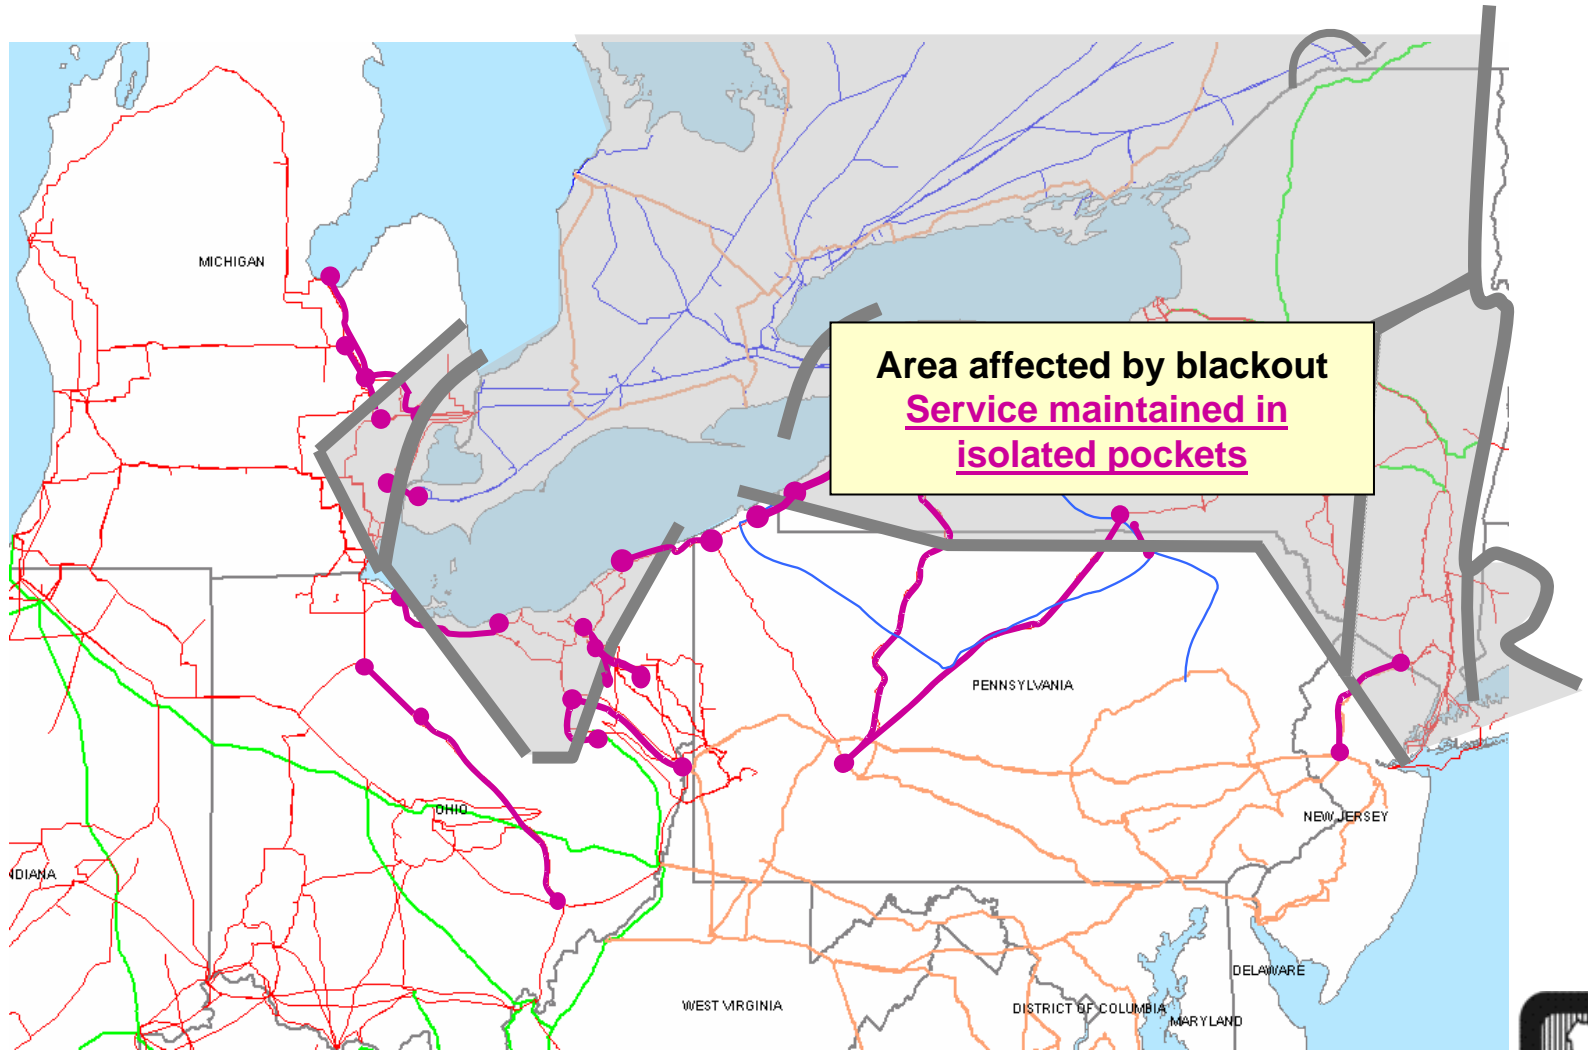 MICHIGAN
Area affected by blackout
Service maintained in
isolated pockets
PENNSYLVANIA
OHIO
NEW JERSEY
NDIANA
DELAWARE
WEST VIRGINIA
DISTRICT OF COLUMBIA
MARYLAND